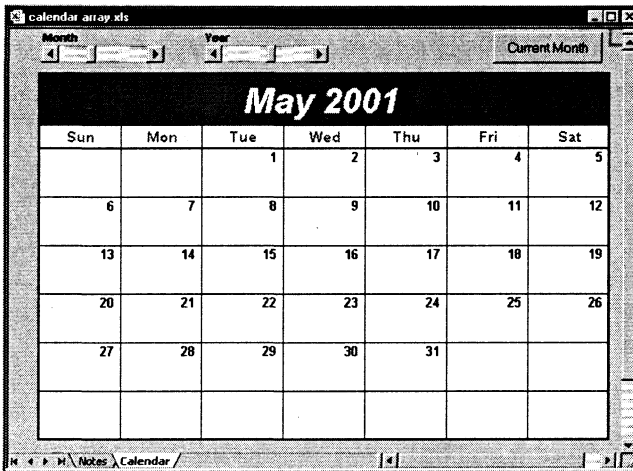 calendar array.xls
Month Year Current Month
May 2001
Sun Mon Tue Wed Thu Fri Sat
1 2 3 4 5
6 7 8 9 10 11 12
13 14 15 16 17 18 19
20 21 22 23 24 25 26
27 28 29 30 31
Notes Calendar